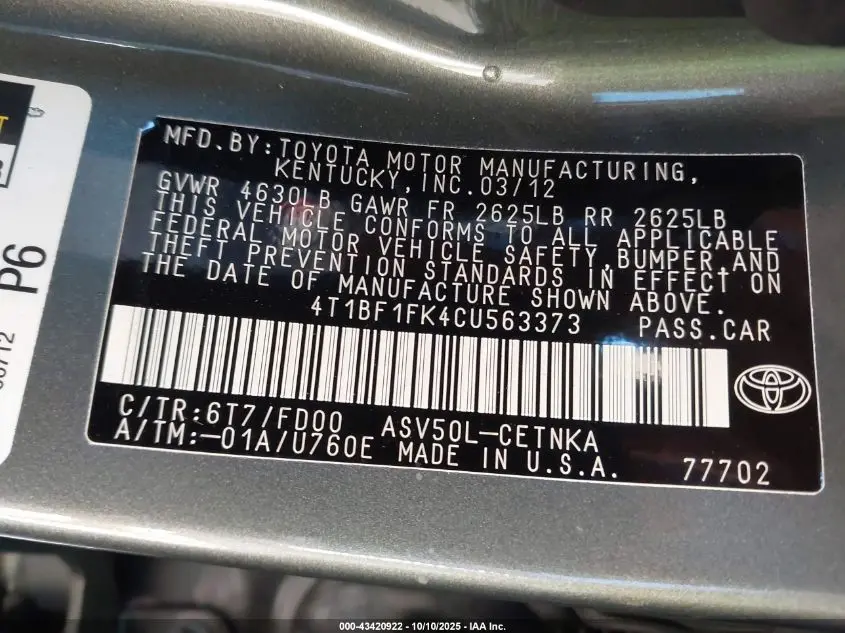 MFD.BY:TOYOTA MOTOR MANUFACTURING,
KENTUCKY,INC.03/12
GVWR 4630LB GAWR FR 2625LB RR 2625LB
THIS VEHICLE CONFORMS TO ALL APPLICABLE
FEDERAL MOTOR VEHICLE SAFETY,BUMPER,AND
THEFT PREVENTION STANDARDS IN EFFECT ON
THE DATE OF MANUFACTURE SHOWN ABOVE.
4T1BF1FK4CU563373 PASS.CAR
C/TR:6T7/FD00 ASV50L-CETNKA
A/TM:-01A/U760E MADE IN U.S.A. 77702
P6
000-43420922 - 10/10/2025 - IAA Inc.